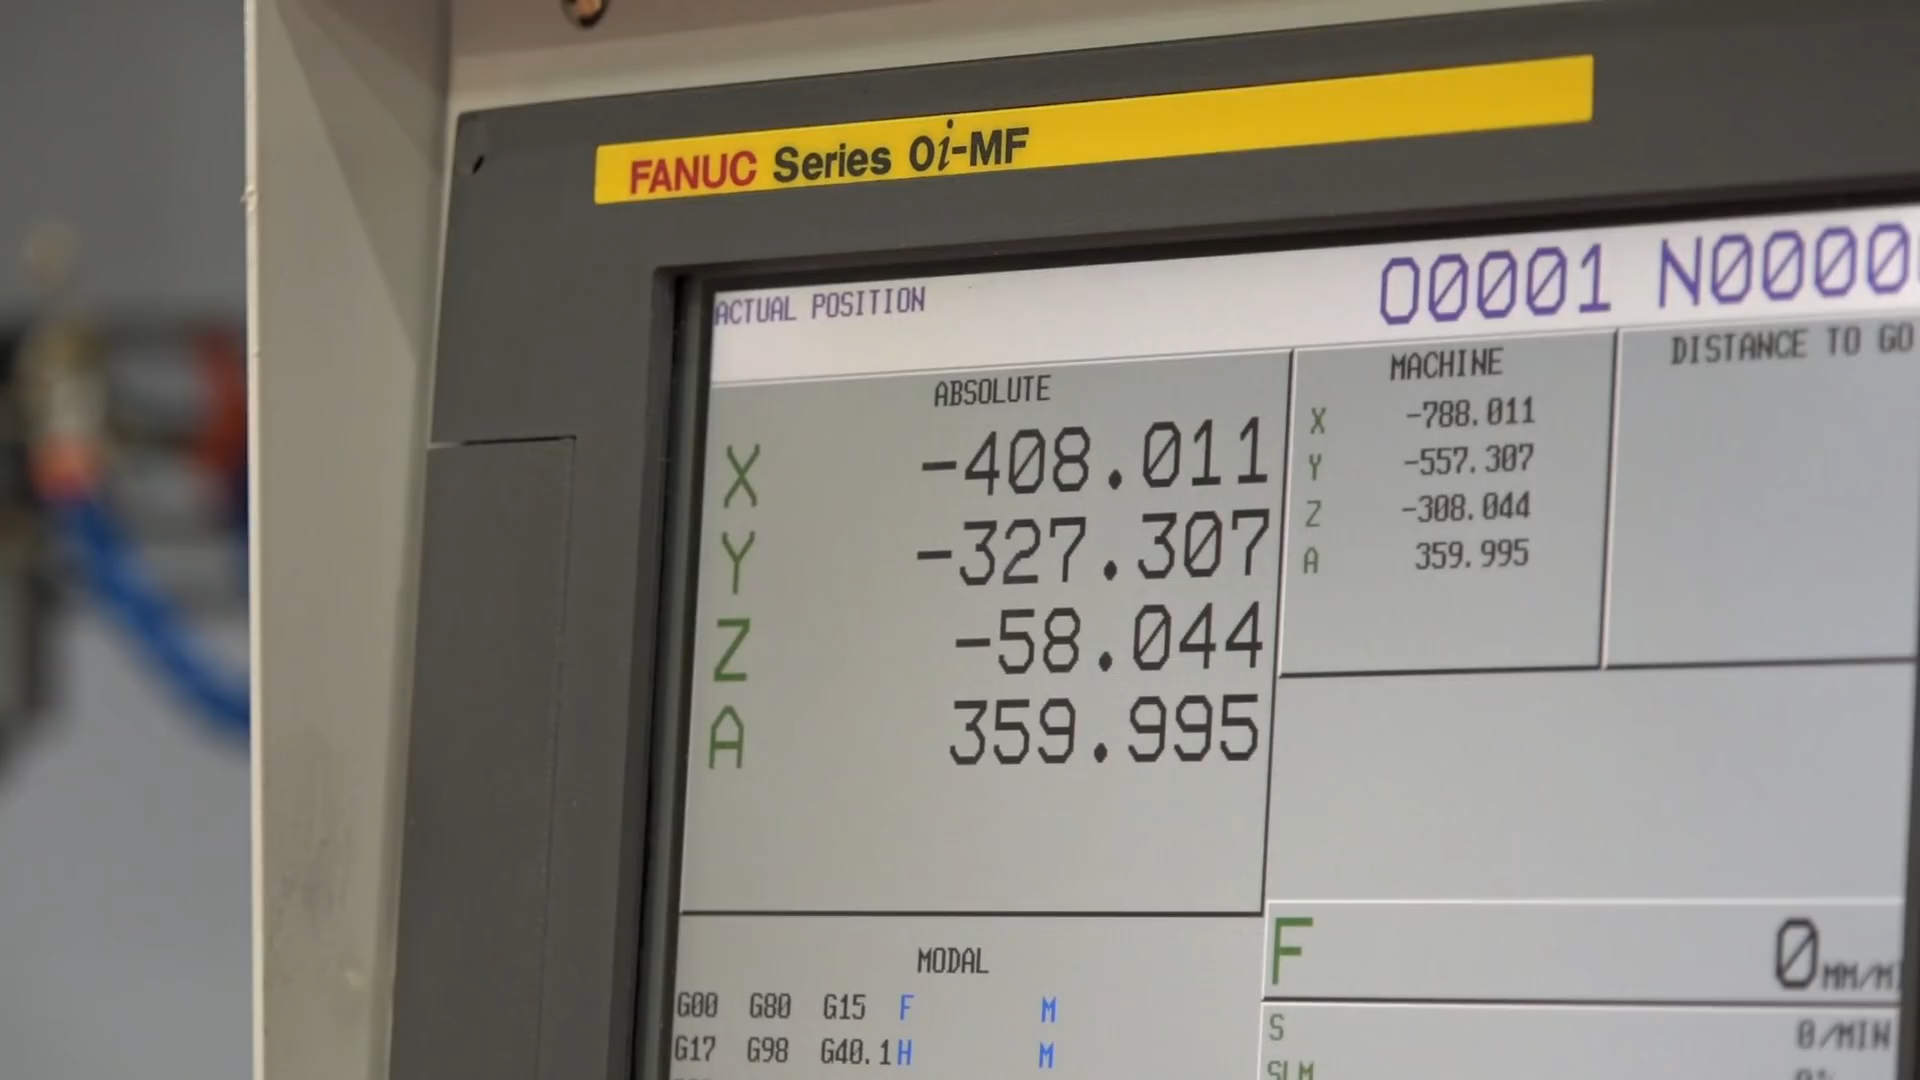 FANUC Series 0i-MF
ACTUAL POSITION
O0001 N0000
ABSOLUTE
X -408.011
Y -327.307
Z -58.044
A 359.995
MACHINE
X -788.011
Y -557.307
Z -308.044
A 359.995
DISTANCE TO GO
MODAL
G00 G80 G15 F M
G17 G98 G40.1 H M
F 0 MM/M
S 0/MIN
SLM